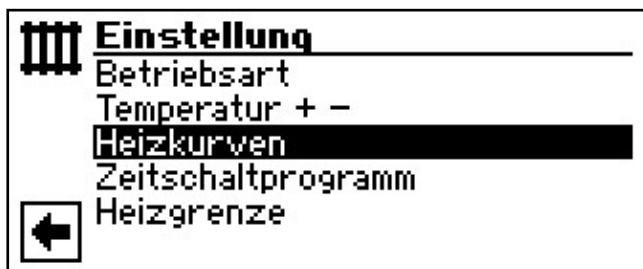 Einstellung
Betriebsart
Temperatur + −
Heizkurven
Zeitschaltprogramm
Heizgrenze